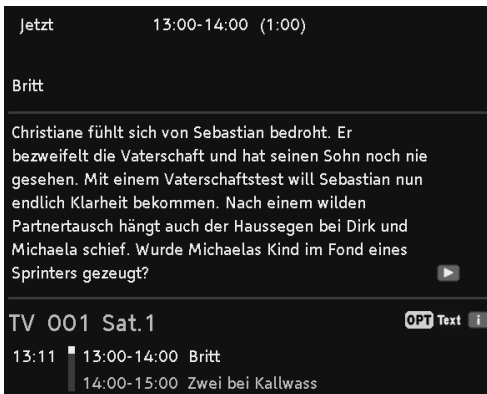 Jetzt 13:00-14:00 (1:00)
Britt
Christiane fühlt sich von Sebastian bedroht. Er
bezweifelt die Vaterschaft und hat seinen Sohn noch nie
gesehen. Mit einem Vaterschaftstest will Sebastian nun
endlich Klarheit bekommen. Nach einem wilden
Partnertausch hängt auch der Haussegen bei Dirk und
Michaela schief. Wurde Michaelas Kind im Fond eines
Sprinters gezeugt?
TV 001 Sat.1 OPT Text i
13:11 13:00-14:00 Britt
14:00-15:00 Zwei bei Kallwass